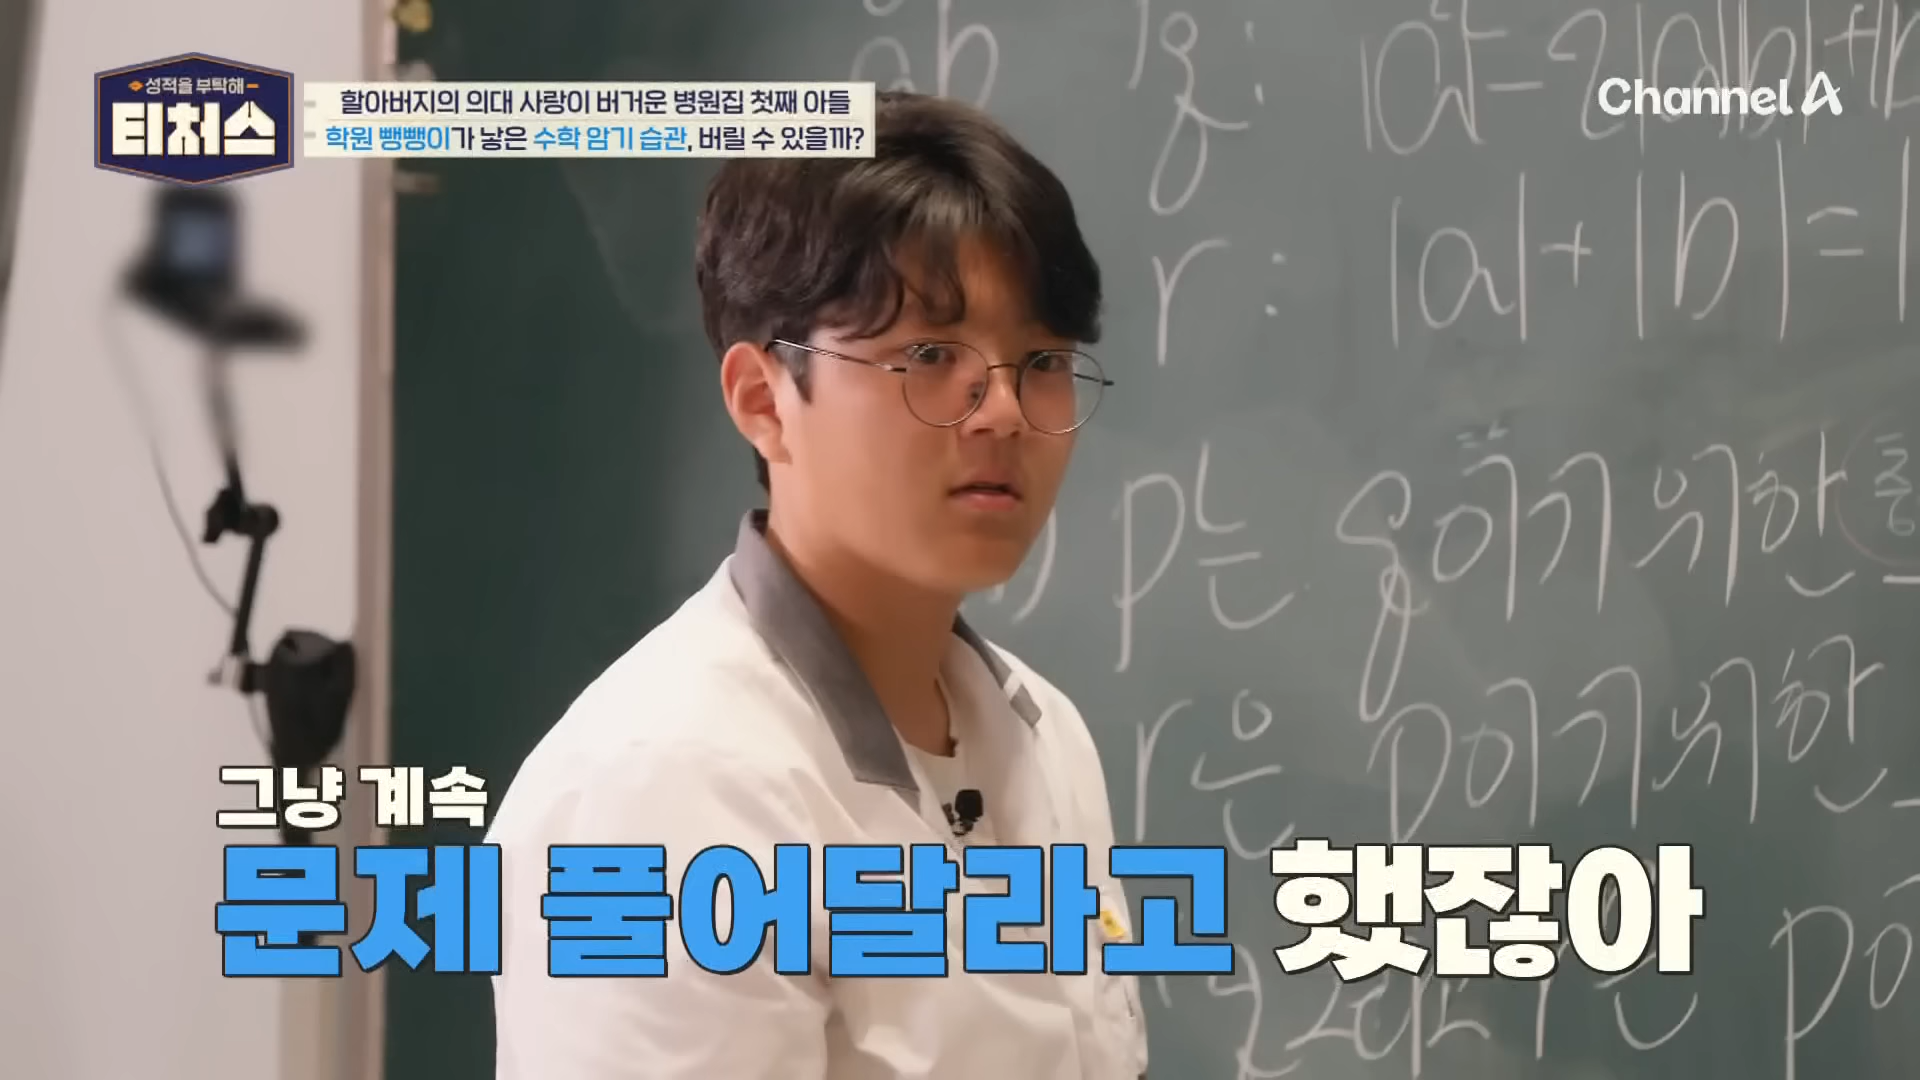 성적을 부탁해
티처스
할아버지의 의대 사랑이 버거운 병원집 첫째 아들
학원 뺑뺑이가 낳은 수학 암기 습관, 버릴 수 있을까?
Channel A
ab
q : |a|²-2|a||b|+|b
r : |a|+|b|=|
p는 q이기 위한 충
r은 p이기 위한
그냥 계속
문제 풀어달라고 했잖아